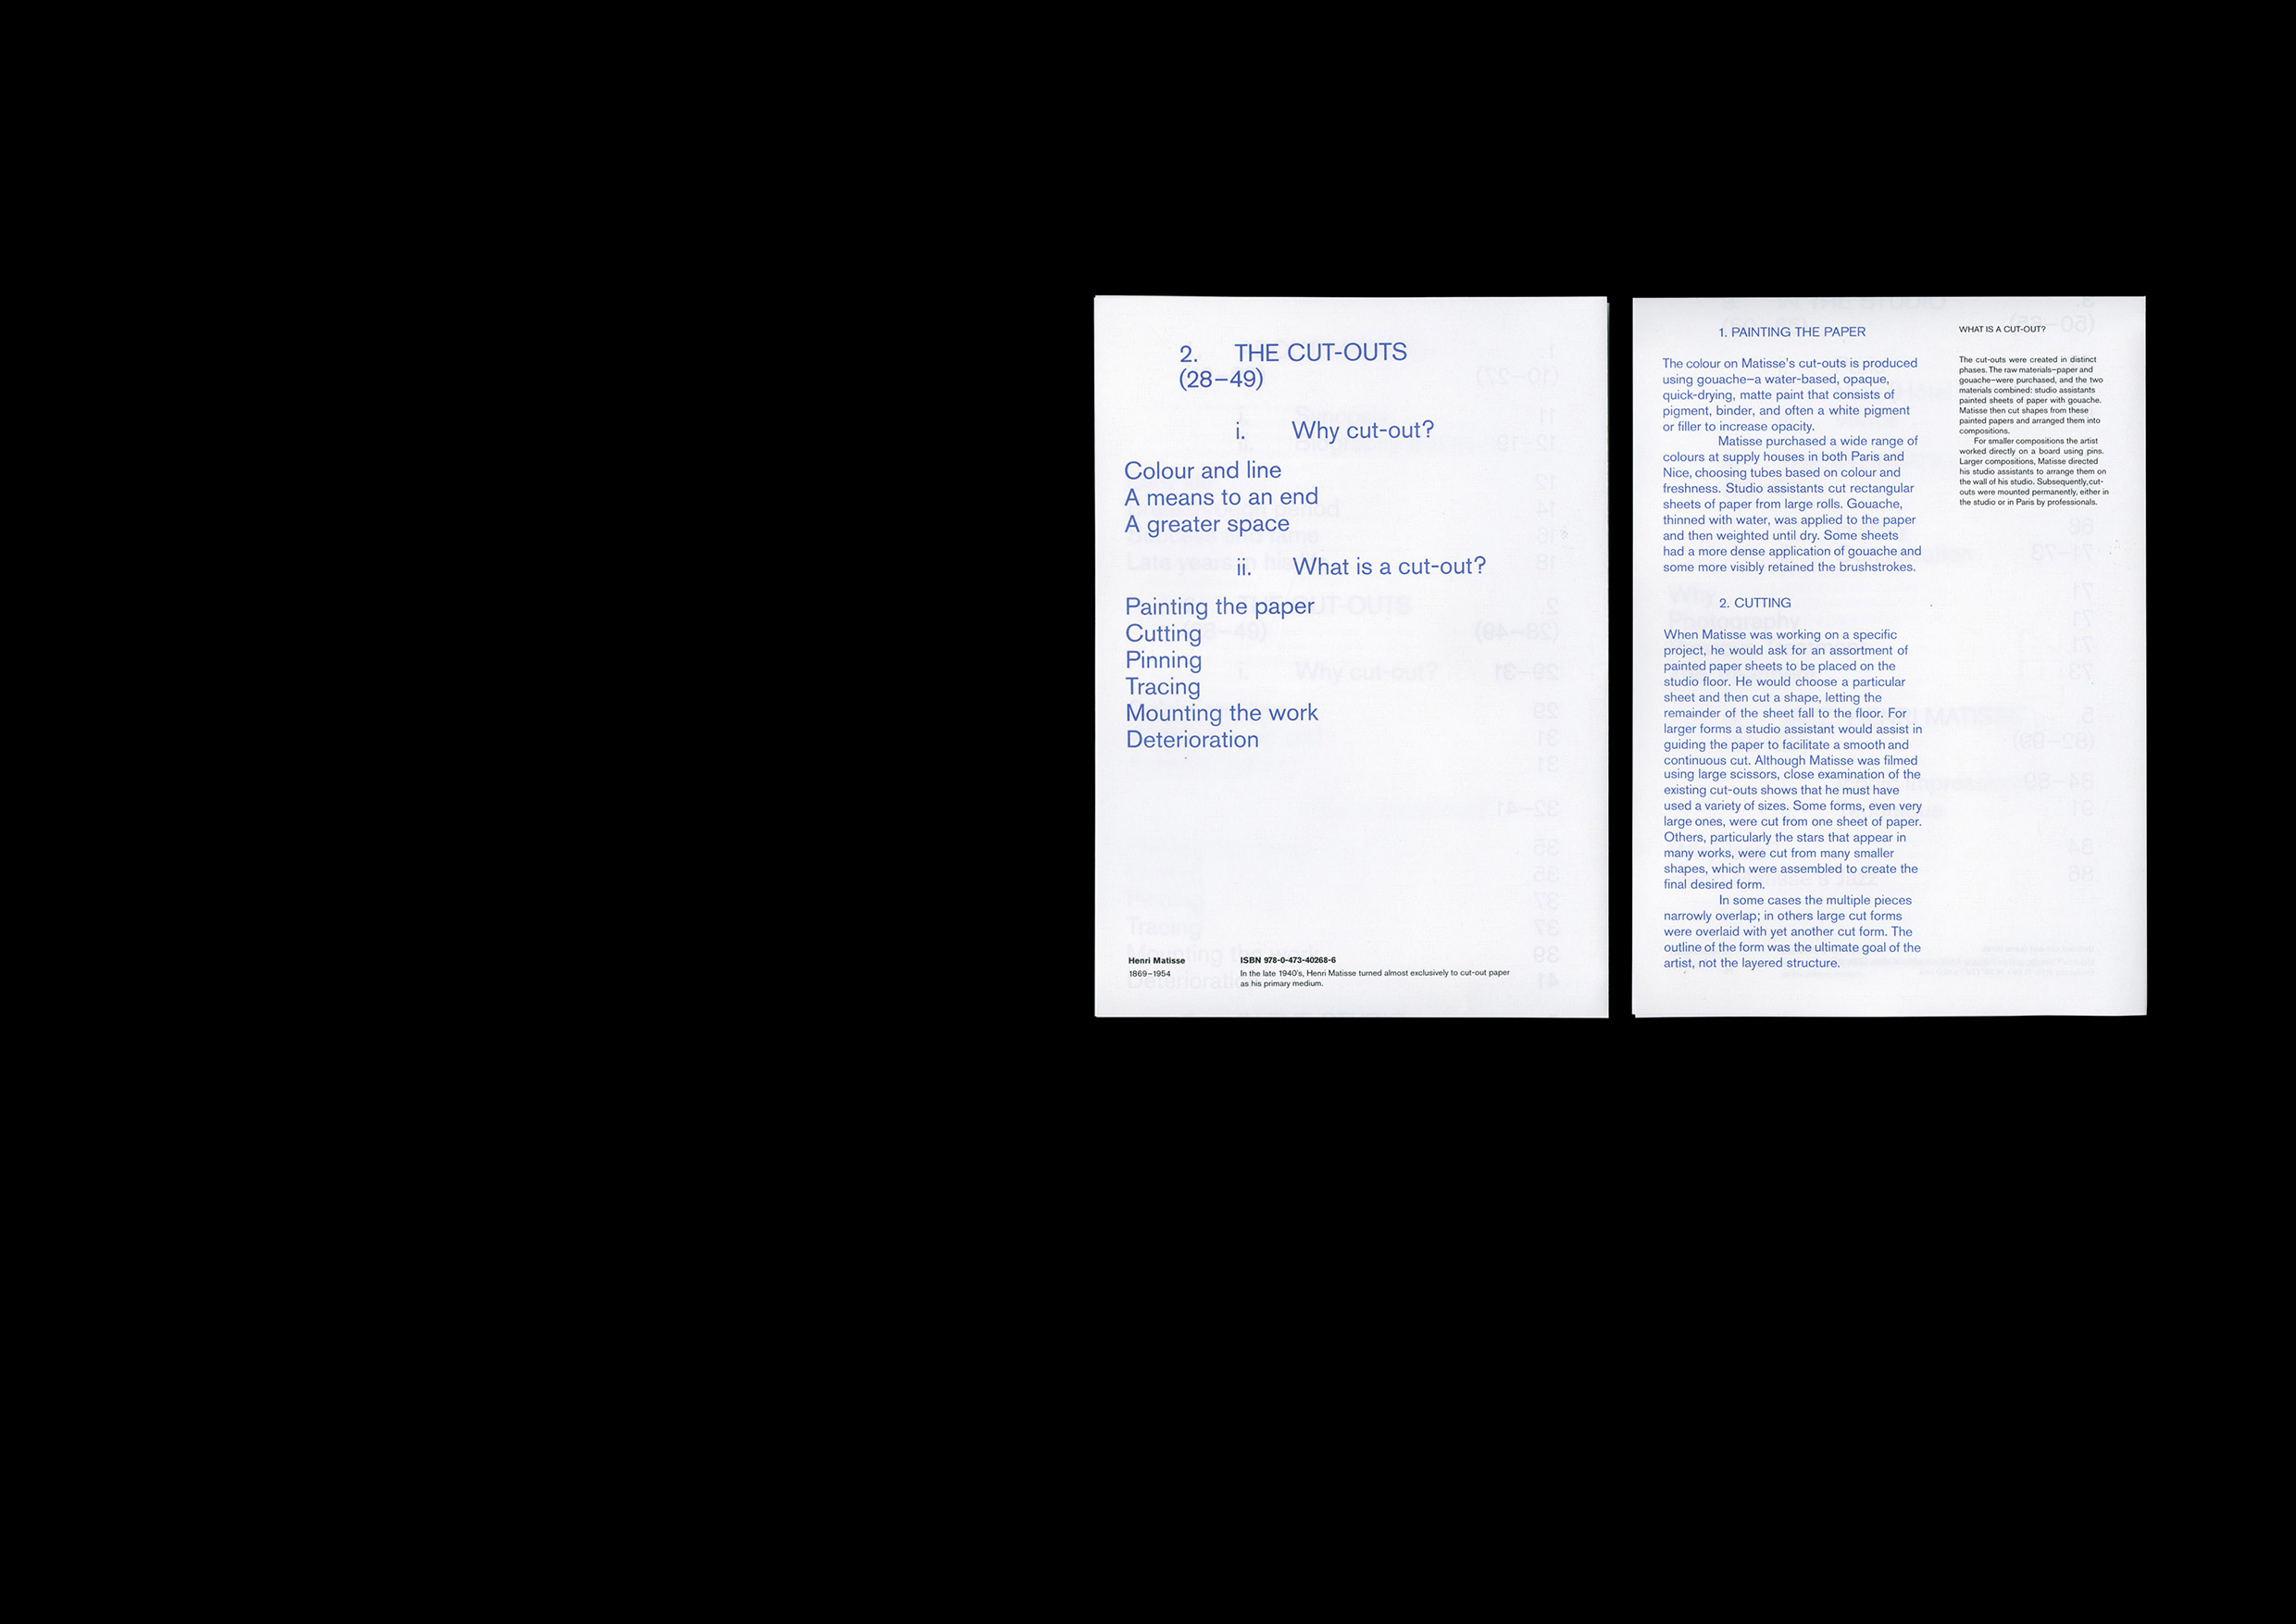 2. THE CUT-OUTS
(28–49)
i. Why cut-out?
Colour and line
A means to an end
A greater space
ii. What is a cut-out?
Painting the paper
Cutting
Pinning
Tracing
Mounting the work
Deterioration
Henri Matisse
1869–1954
ISBN 978-0-473-40268-6
In the late 1940's, Henri Matisse turned almost exclusively to cut-out paper
as his primary medium.
1. PAINTING THE PAPER
The colour on Matisse's cut-outs is produced
using gouache—a water-based, opaque,
quick-drying, matte paint that consists of
pigment, binder, and often a white pigment
or filler to increase opacity.
Matisse purchased a wide range of
colours at supply houses in both Paris and
Nice, choosing tubes based on colour and
freshness. Studio assistants cut rectangular
sheets of paper from large rolls. Gouache,
thinned with water, was applied to the paper
and then weighted until dry. Some sheets
had a more dense application of gouache and
some more visibly retained the brushstrokes.
2. CUTTING
When Matisse was working on a specific
project, he would ask for an assortment of
painted paper sheets to be placed on the
studio floor. He would choose a particular
sheet and then cut a shape, letting the
remainder of the sheet fall to the floor. For
larger forms a studio assistant would assist in
guiding the paper to facilitate a smooth and
continuous cut. Although Matisse was filmed
using large scissors, close examination of the
existing cut-outs shows that he must have
used a variety of sizes. Some forms, even very
large ones, were cut from one sheet of paper.
Others, particularly the stars that appear in
many works, were cut from many smaller
shapes, which were assembled to create the
final desired form.
In some cases the multiple pieces
narrowly overlap; in others large cut forms
were overlaid with yet another cut form. The
outline of the form was the ultimate goal of the
artist, not the layered structure.
WHAT IS A CUT-OUT?
The cut-outs were created in distinct
phases. The raw materials—paper and
gouache—were purchased, and the two
materials combined: studio assistants
painted sheets of paper with gouache.
Matisse then cut shapes from these
painted papers and arranged them into
compositions.
For smaller compositions the artist
worked directly on a board using pins.
Larger compositions, Matisse directed
his studio assistants to arrange them on
the wall of his studio. Subsequently,cut-
outs were mounted permanently, either in
the studio or in Paris by professionals.